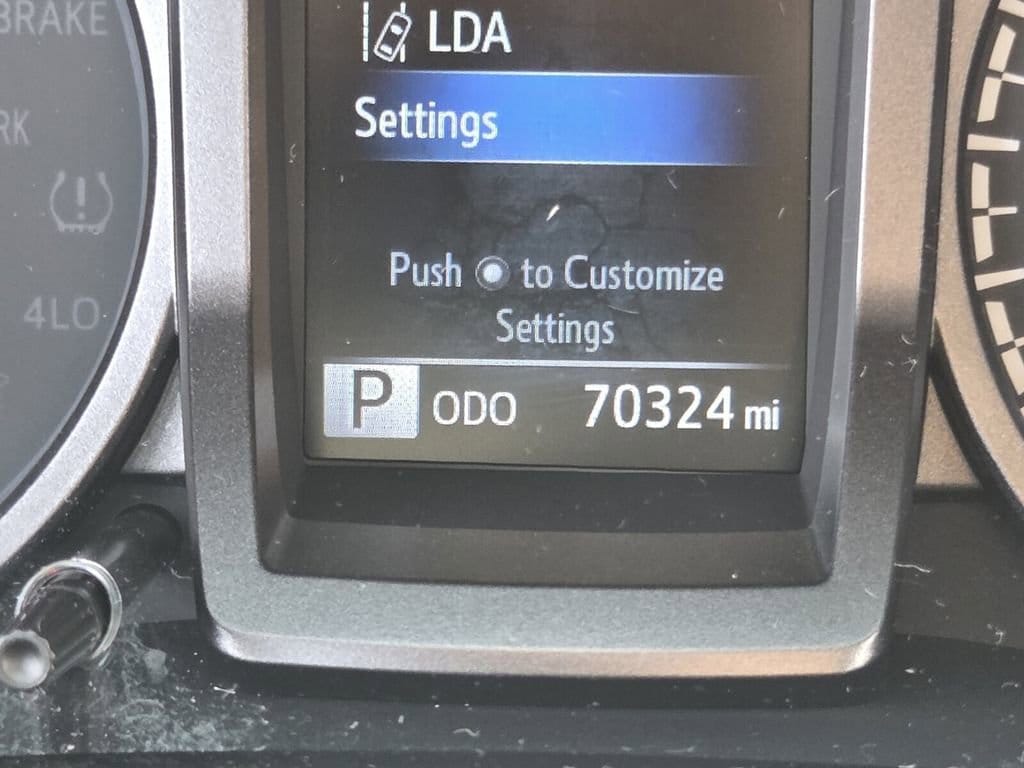 BRAKE
LDA
Settings
RK
Push to Customize
Settings
4LO
P ODO 70324 mi